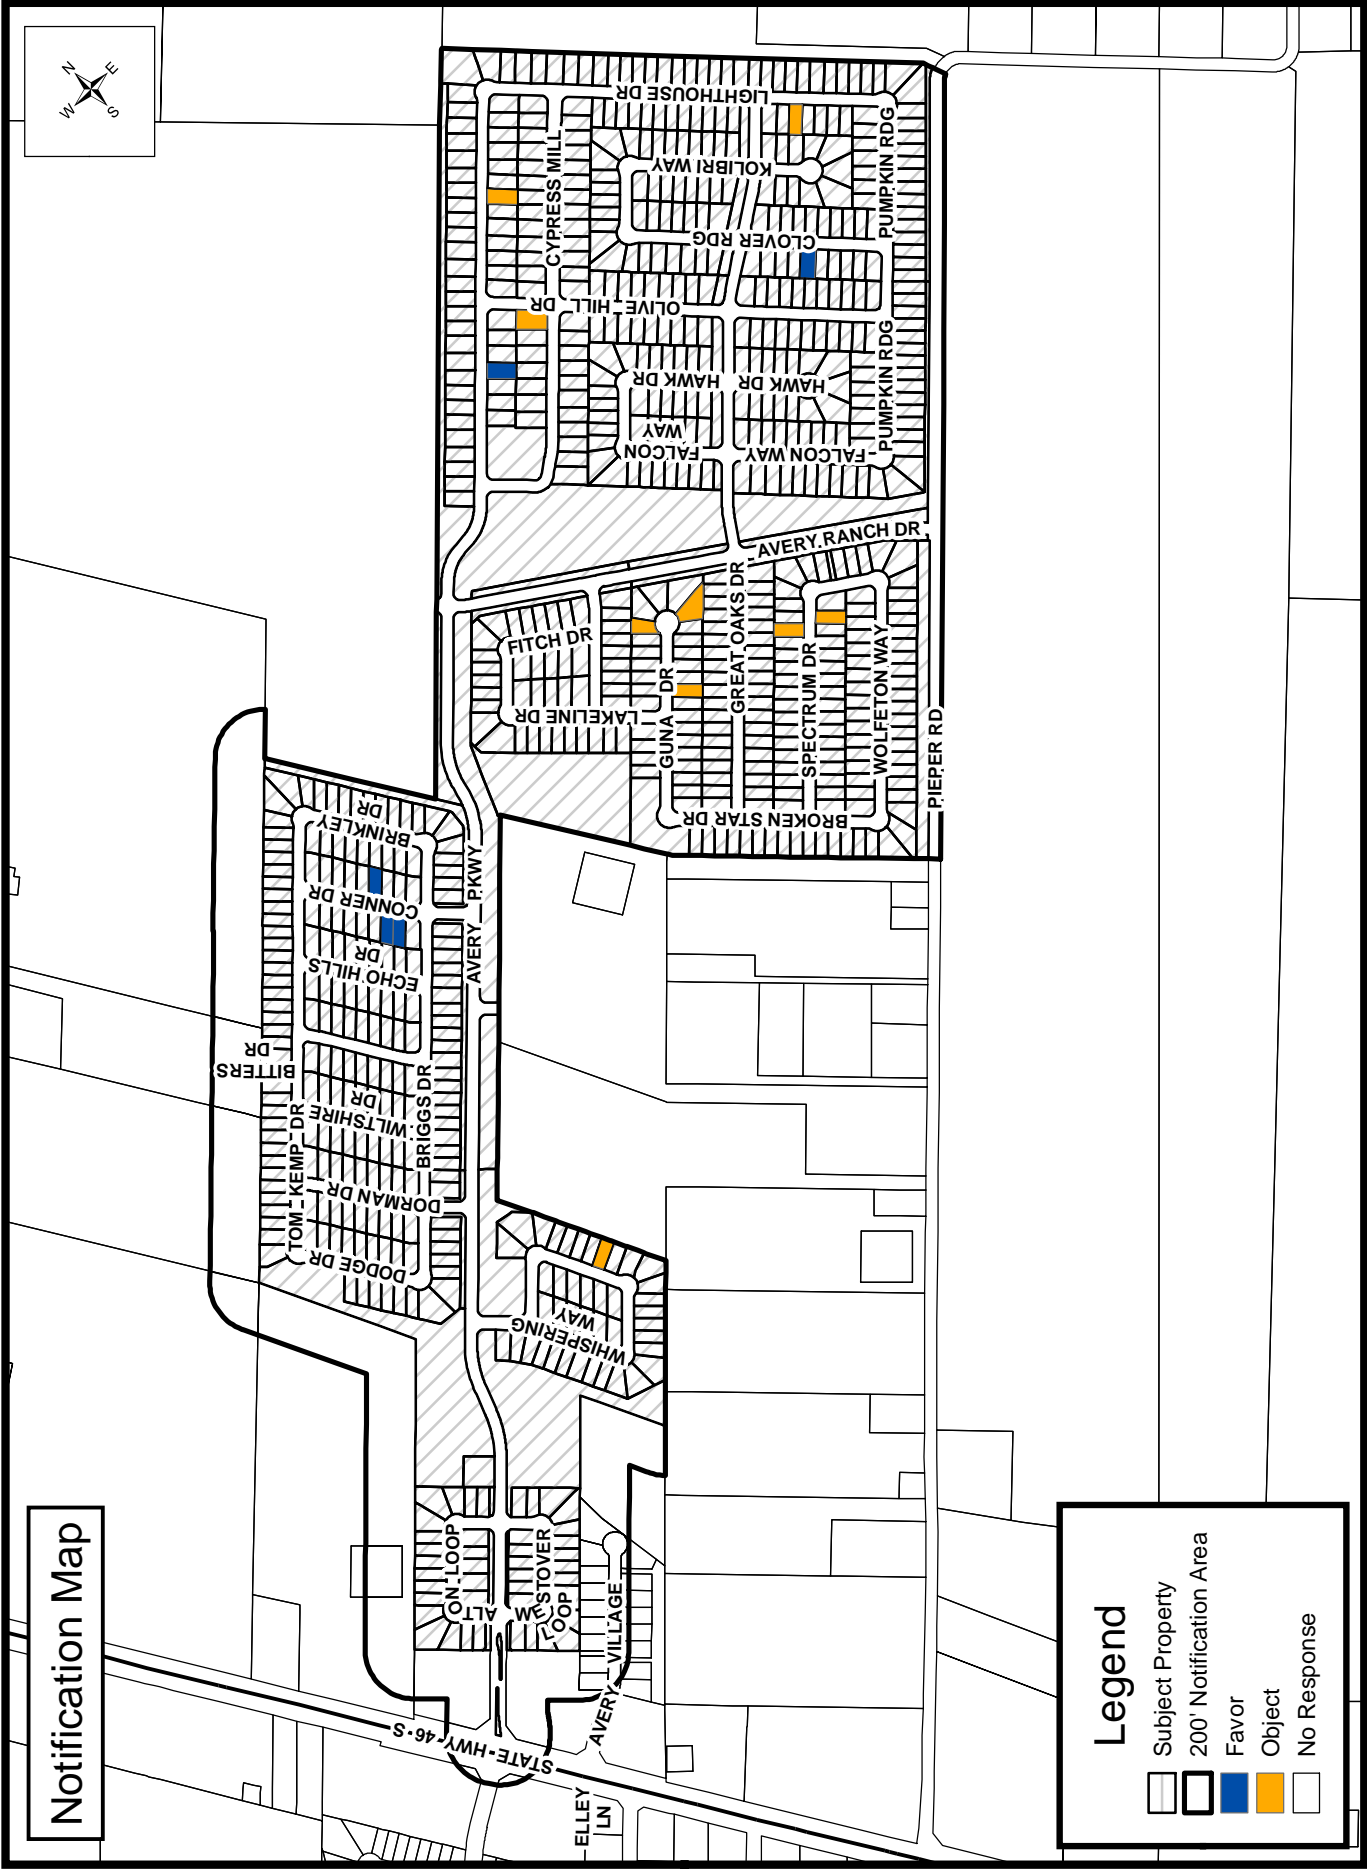 Notification Map
N
E
S
W
LIGHTHOUSE DR
CYPRESS MILL
KOLIBRI WAY
PUMPKIN RDG
CLOVER RDG
OLIVE HILL DR
PUMPKIN RDG
HAWK DR
HAWK DR
FALCON
WAY
FALCON WAY
AVERY RANCH DR
FITCH DR
LAKELINE DR
GUNA DR
GREAT OAKS DR
SPECTRUM DR
WOLFETON WAY
BROKEN STAR DR
PIEPER RD
BRINKLEY
DR
CONNER DR
ECHO HILLS
DR
AVERY PKWY
BITTERS
DR
WILTSHIRE
DR
BRIGGS DR
TOM KEMP DR
DORMAN DR
DODGE DR
WHISPERING
WAY
ALTON LOOP
WESTOVER
LOOP
AVERY VILLAGE
STATE HWY 46 S
ELLEY
LN
Legend
Subject Property
200' Notification Area
Favor
Object
No Response